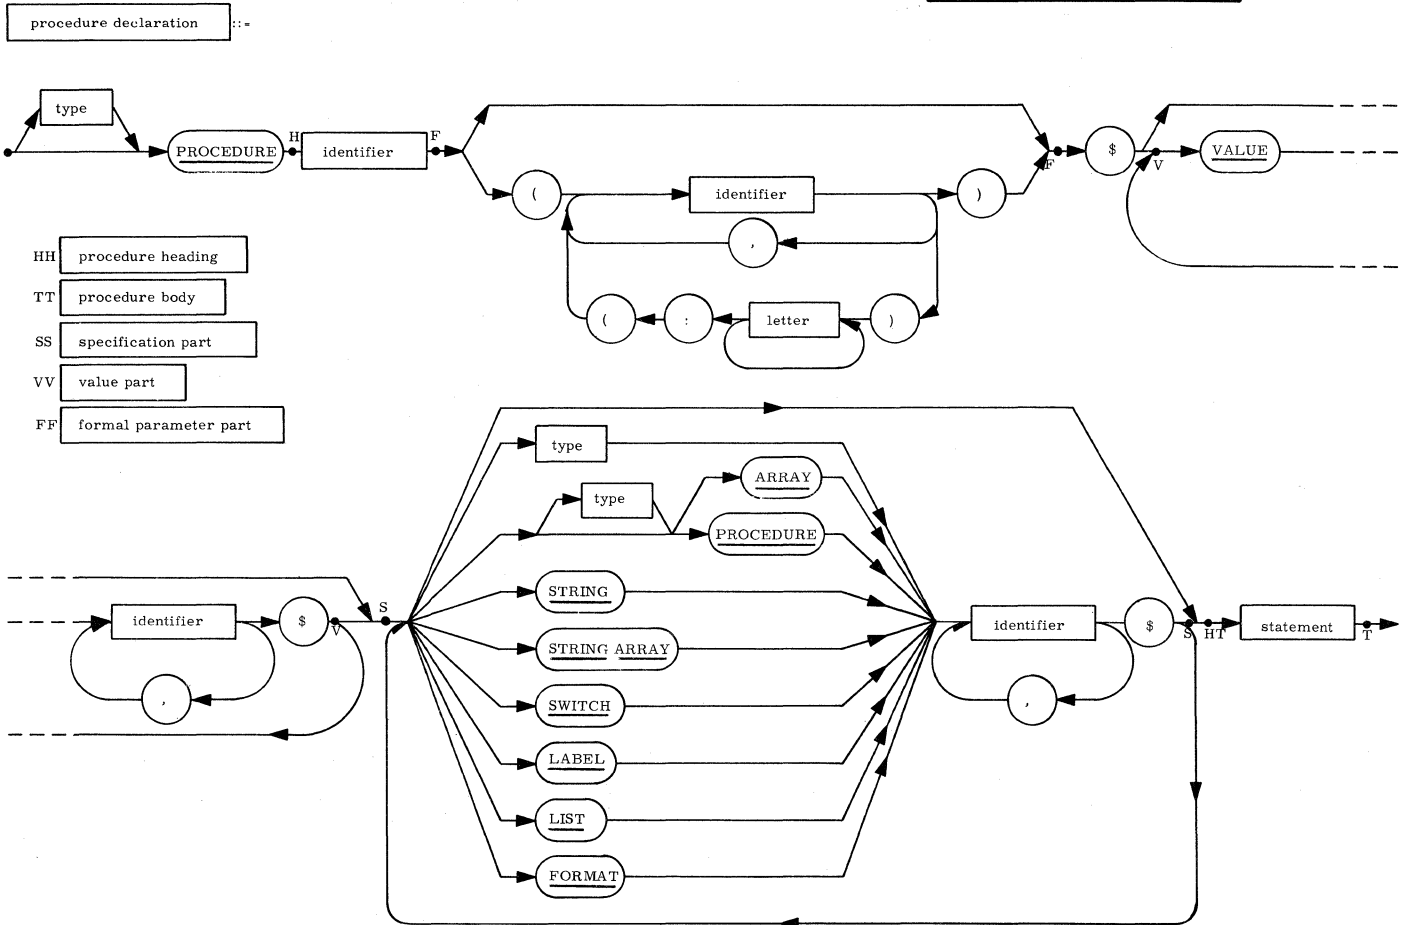 procedure declaration ::=
type
PROCEDURE H identifier F F $ V VALUE
( identifier )
,
( : letter )
HH procedure heading
TT procedure body
SS specification part
VV value part
FF formal parameter part
type
ARRAY
type
PROCEDURE
STRING
identifier $ V S
STRING ARRAY
identifier $ S HT statement T
,
,
SWITCH
LABEL
LIST
FORMAT